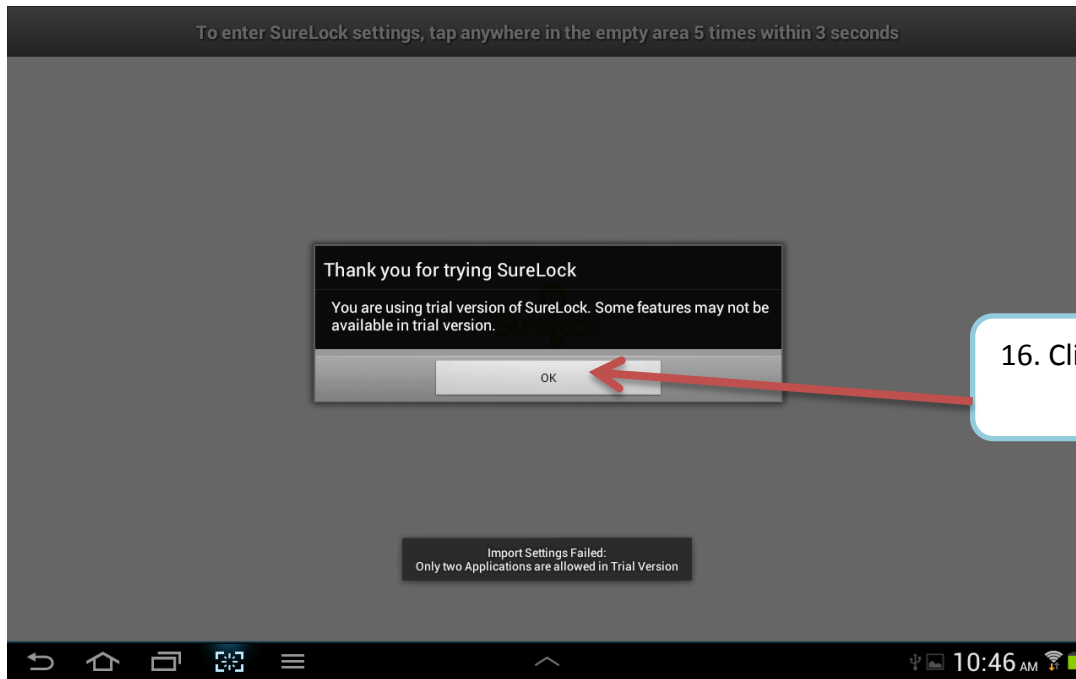 To enter SureLock settings, tap anywhere in the empty area 5 times within 3 seconds
Thank you for trying SureLock
You are using trial version of SureLock. Some features may not be
available in trial version.
OK
16. Cli
Import Settings Failed:
Only two Applications are allowed in Trial Version
10:46 AM